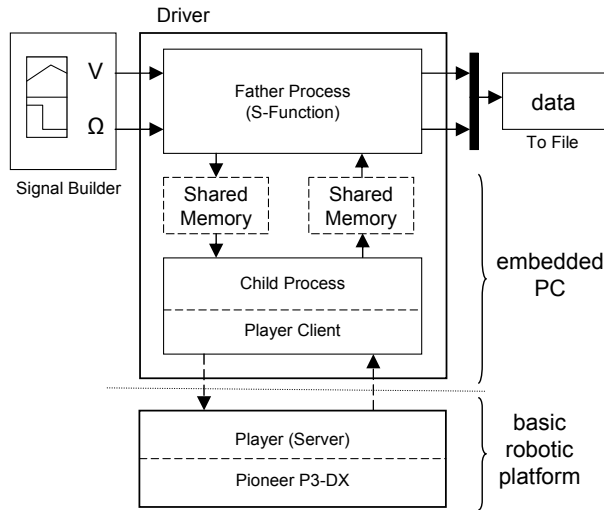 Driver
V
Ω
Signal Builder
Father Process
(S-Function)
data
To File
Shared
Memory
Shared
Memory
Child Process
Player Client
embedded
PC
Player (Server)
Pioneer P3-DX
basic
robotic
platform